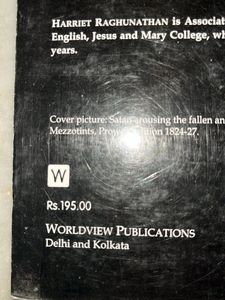 HARRIET RAGHUNATHAN is Associat
English, Jesus and Mary College, wh
years.
Cover picture: Satan arousing the fallen an
Mezzotints, Prowett edition 1824-27.
W
Rs.195.00
WORLDVIEW PUBLICATIONS
Delhi and Kolkata